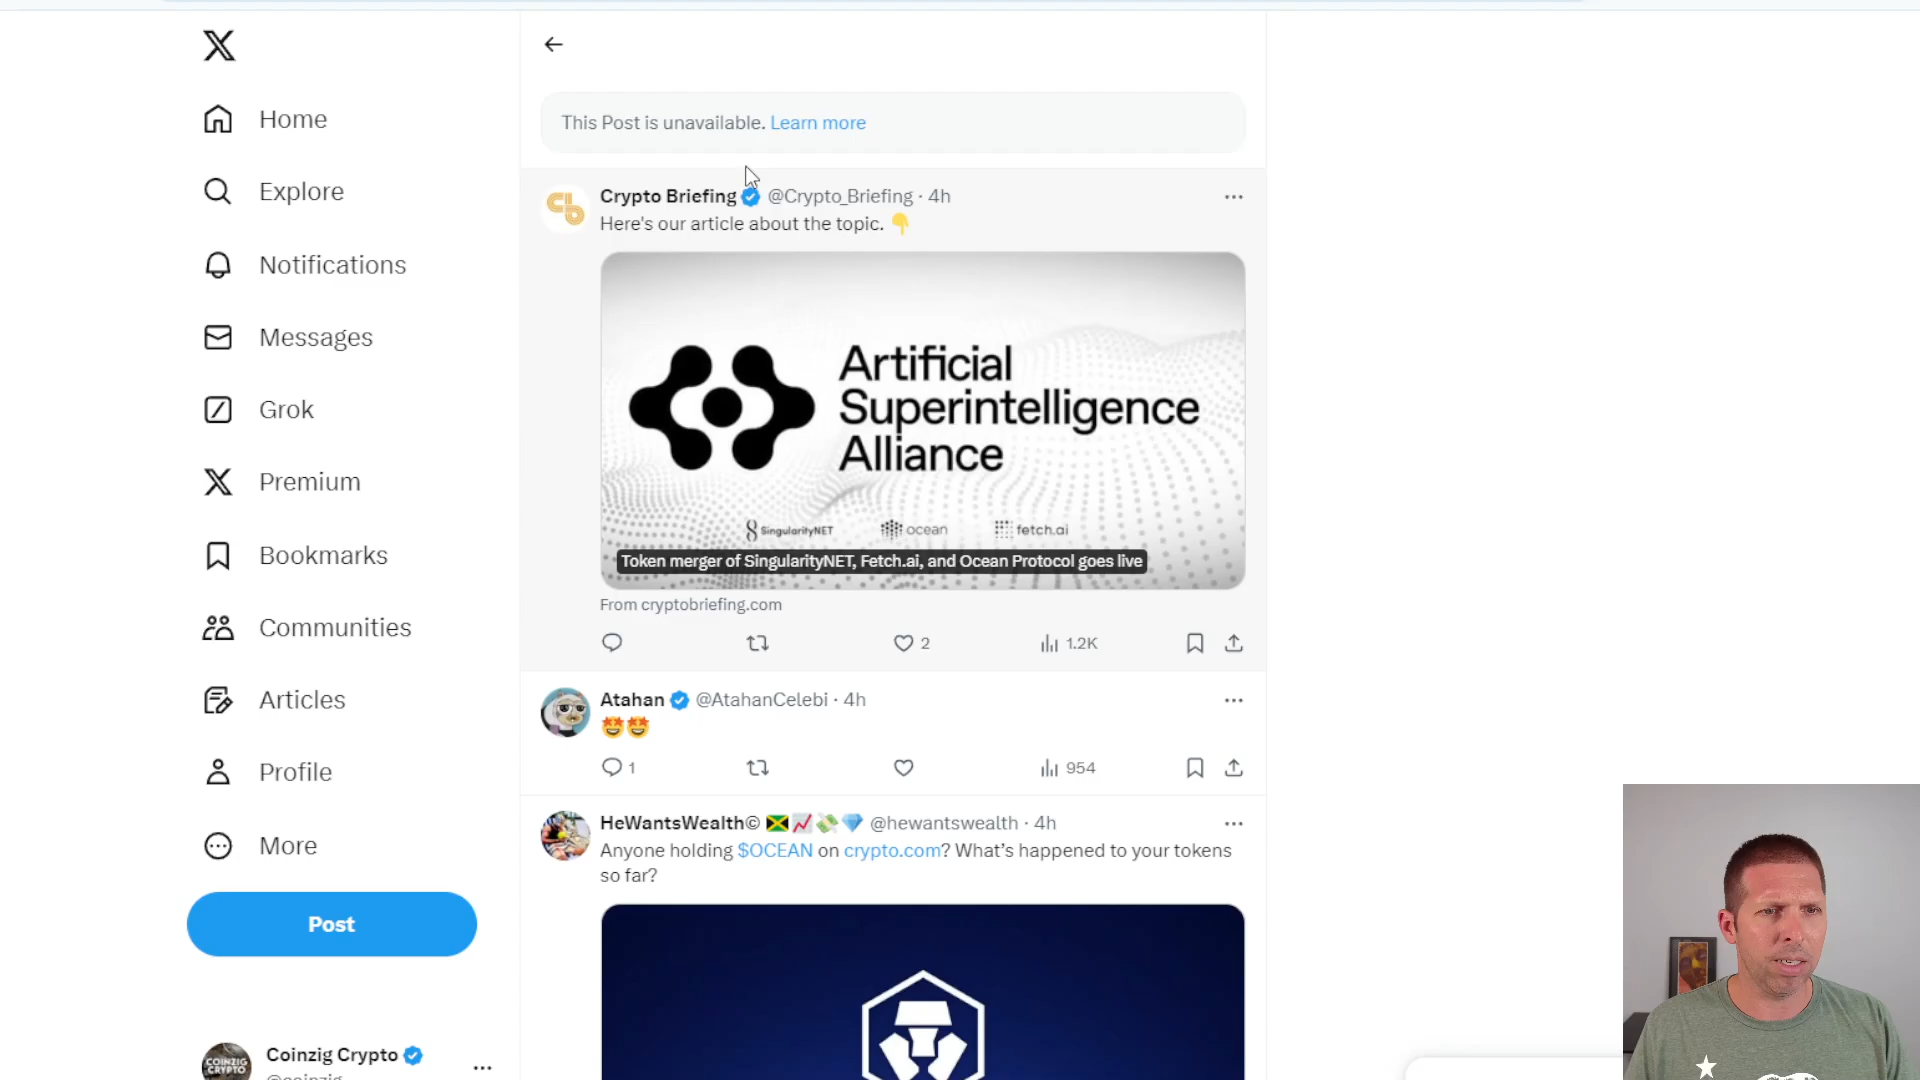 Home
Explore
Notifications
Messages
Grok
Premium
Bookmarks
Communities
Articles
Profile
More
Post
Coinzig Crypto
COINZIG
CRYPTO
This Post is unavailable. Learn more
Crypto Briefing @Crypto_Briefing · 4h
Here's our article about the topic.
Artificial
Superintelligence
Alliance
SingularityNET ocean fetch.ai
Token merger of SingularityNET, Fetch.ai, and Ocean Protocol goes live
From cryptobriefing.com
2 1.2K
Atahan @AtahanCelebi · 4h
1 954
HeWantsWealth© @hewantswealth · 4h
Anyone holding $OCEAN on crypto.com? What's happened to your tokens
so far?